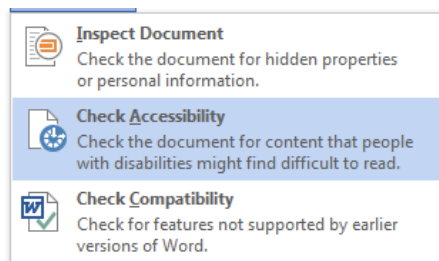 Inspect Document
Check the document for hidden properties
or personal information.
Check Accessibility
Check the document for content that people
with disabilities might find difficult to read.
Check Compatibility
Check for features not supported by earlier
versions of Word.